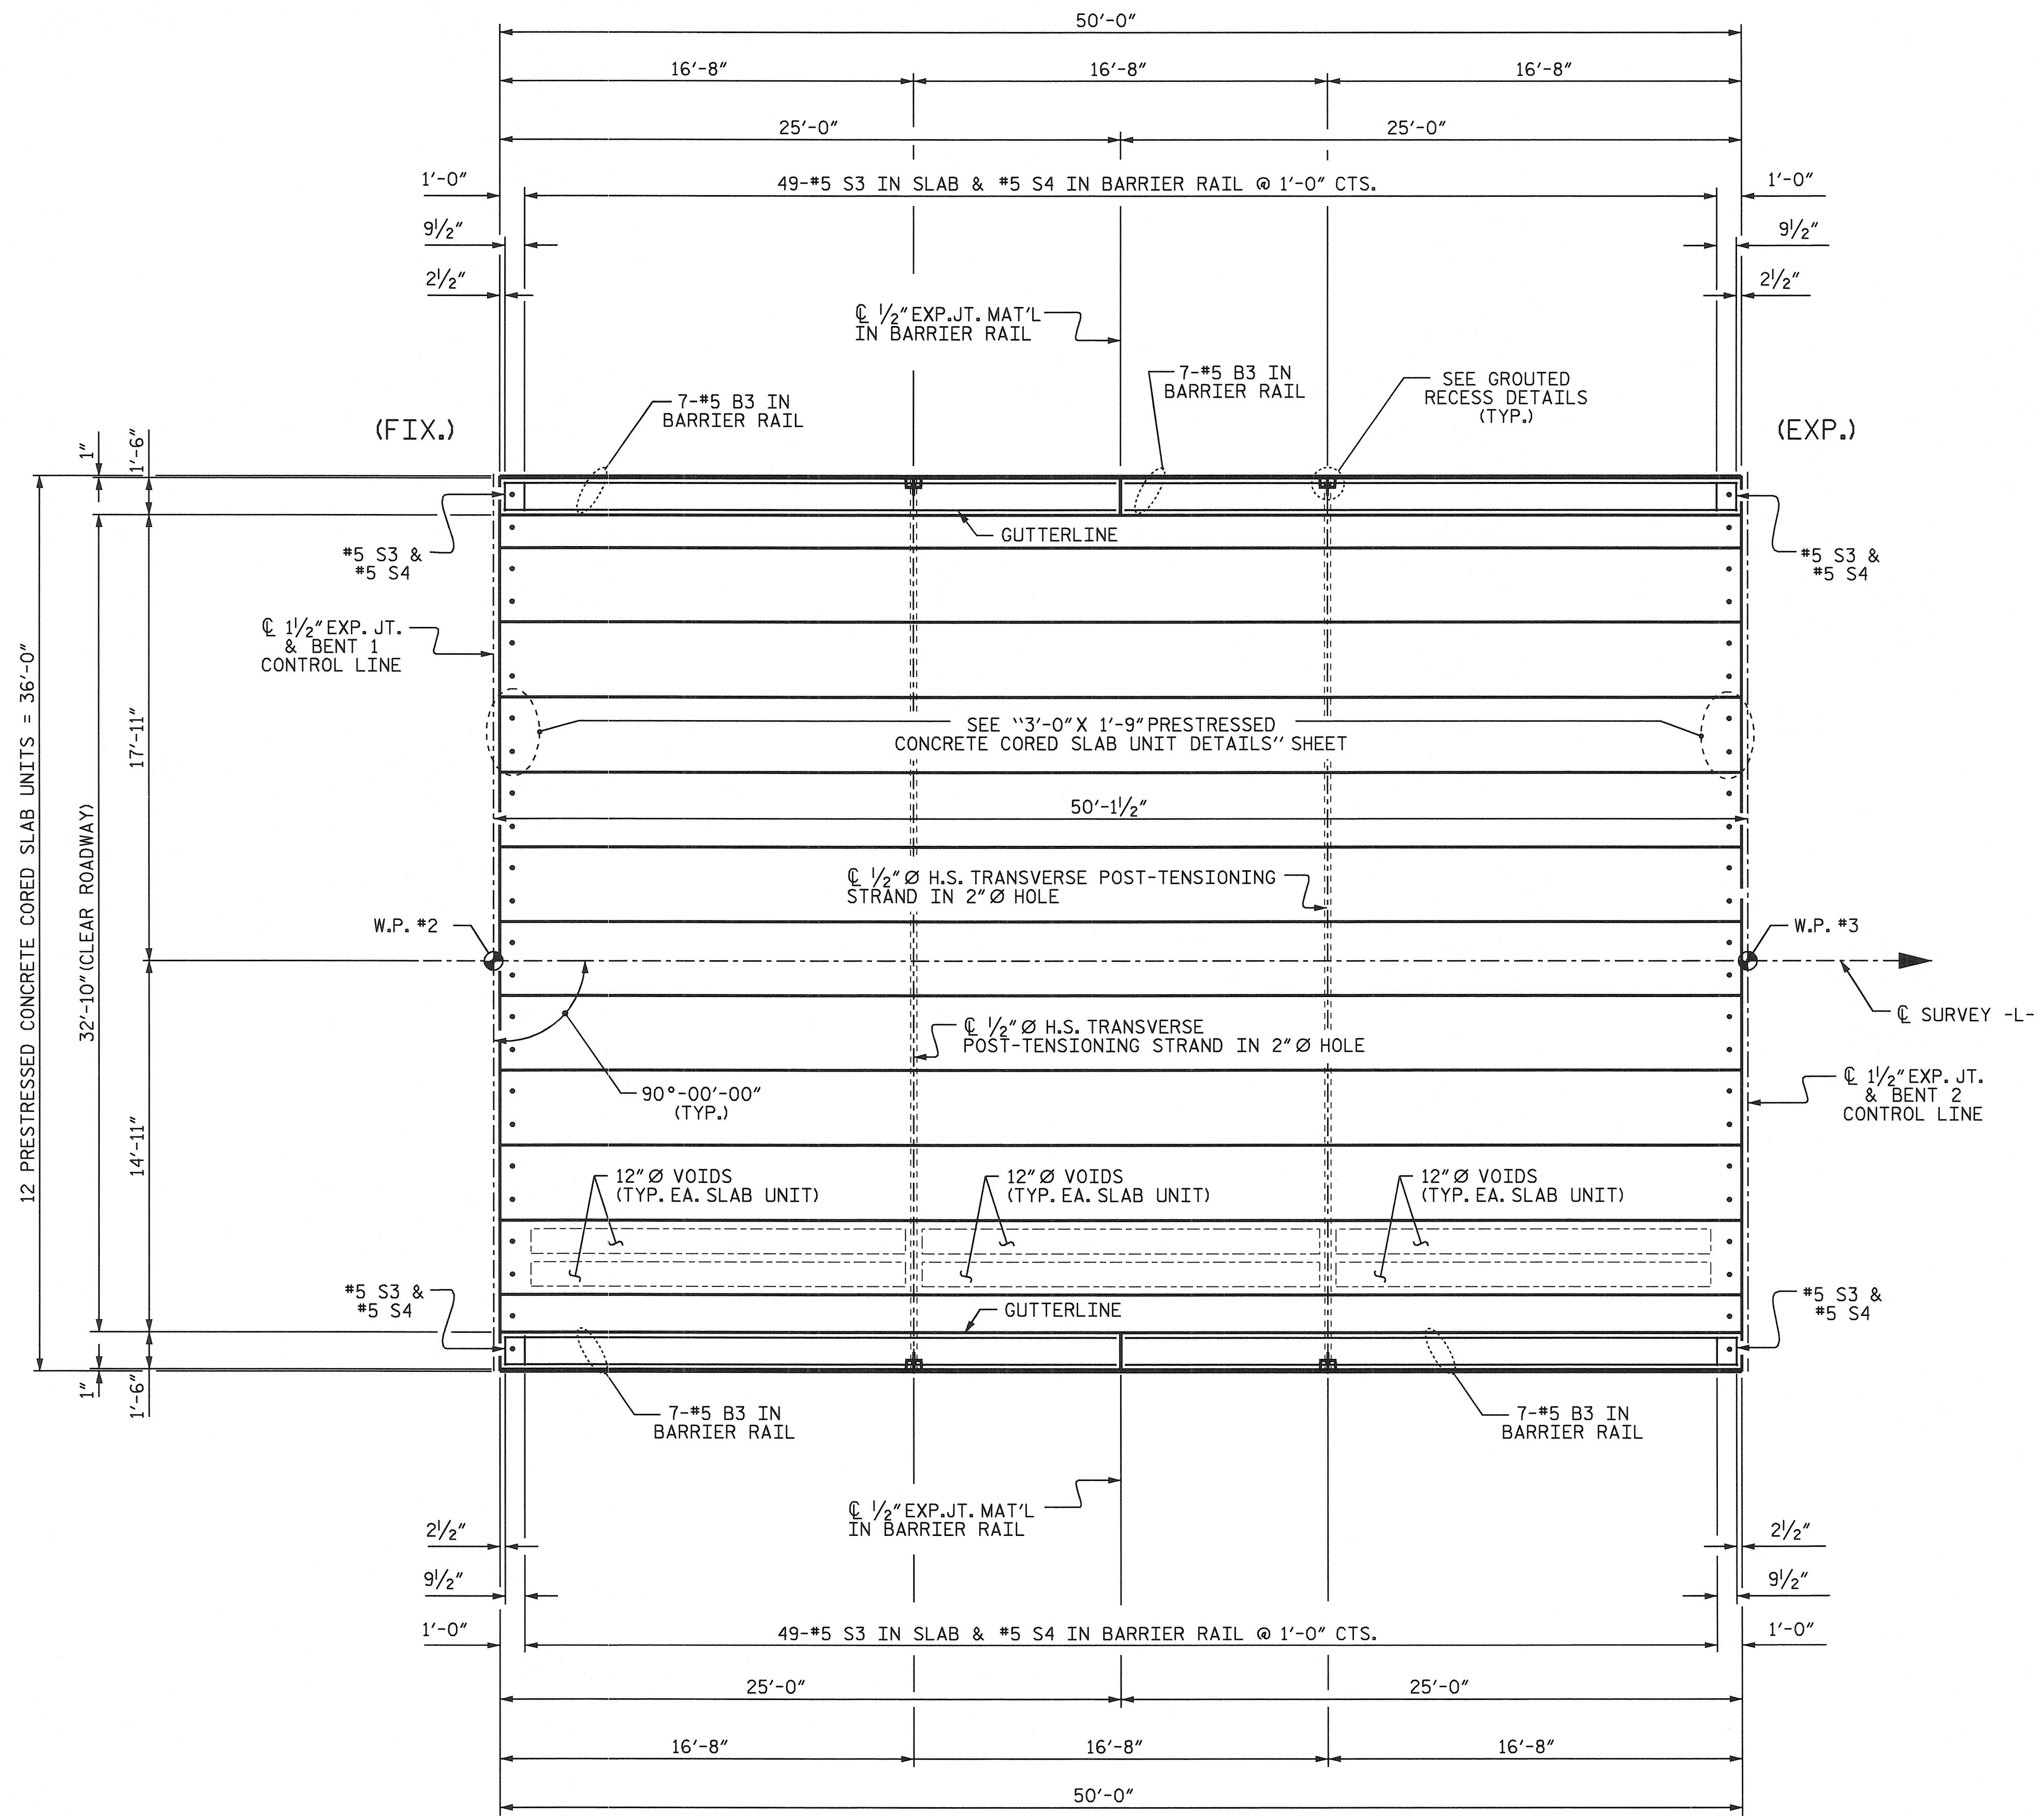 50'-0"
16'-8" 16'-8" 16'-8"
25'-0" 25'-0"
1'-0" 49-#5 S3 IN SLAB & #5 S4 IN BARRIER RAIL @ 1'-0" CTS. 1'-0"
9½" 9½"
2½" 2½"
℄ ½" EXP.JT. MAT'L
IN BARRIER RAIL
7-#5 B3 IN
BARRIER RAIL
7-#5 B3 IN
BARRIER RAIL
SEE GROUTED
RECESS DETAILS
(TYP.)
(FIX.) (EXP.)
1" 1'-6"
GUTTERLINE
#5 S3 &
#5 S4
#5 S3 &
#5 S4
℄ 1½" EXP. JT.
& BENT 1
CONTROL LINE
12 PRESTRESSED CONCRETE CORED SLAB UNITS = 36'-0"
32'-10" (CLEAR ROADWAY)
17'-11"
SEE "3'-0" X 1'-9" PRESTRESSED
CONCRETE CORED SLAB UNIT DETAILS" SHEET
50'-1½"
℄ ½" Ø H.S. TRANSVERSE POST-TENSIONING
STRAND IN 2" Ø HOLE
W.P. #2 W.P. #3
℄ SURVEY -L-
℄ ½" Ø H.S. TRANSVERSE
POST-TENSIONING STRAND IN 2" Ø HOLE
90°-00'-00"
(TYP.)
℄ 1½" EXP. JT.
& BENT 2
CONTROL LINE
14'-11"
12" Ø VOIDS
(TYP. EA. SLAB UNIT)
12" Ø VOIDS
(TYP. EA. SLAB UNIT)
12" Ø VOIDS
(TYP. EA. SLAB UNIT)
#5 S3 &
#5 S4
GUTTERLINE
#5 S3 &
#5 S4
1" 1'-6"
7-#5 B3 IN
BARRIER RAIL
7-#5 B3 IN
BARRIER RAIL
℄ ½" EXP.JT. MAT'L
IN BARRIER RAIL
2½" 2½"
9½" 9½"
1'-0" 49-#5 S3 IN SLAB & #5 S4 IN BARRIER RAIL @ 1'-0" CTS. 1'-0"
25'-0" 25'-0"
16'-8" 16'-8" 16'-8"
50'-0"